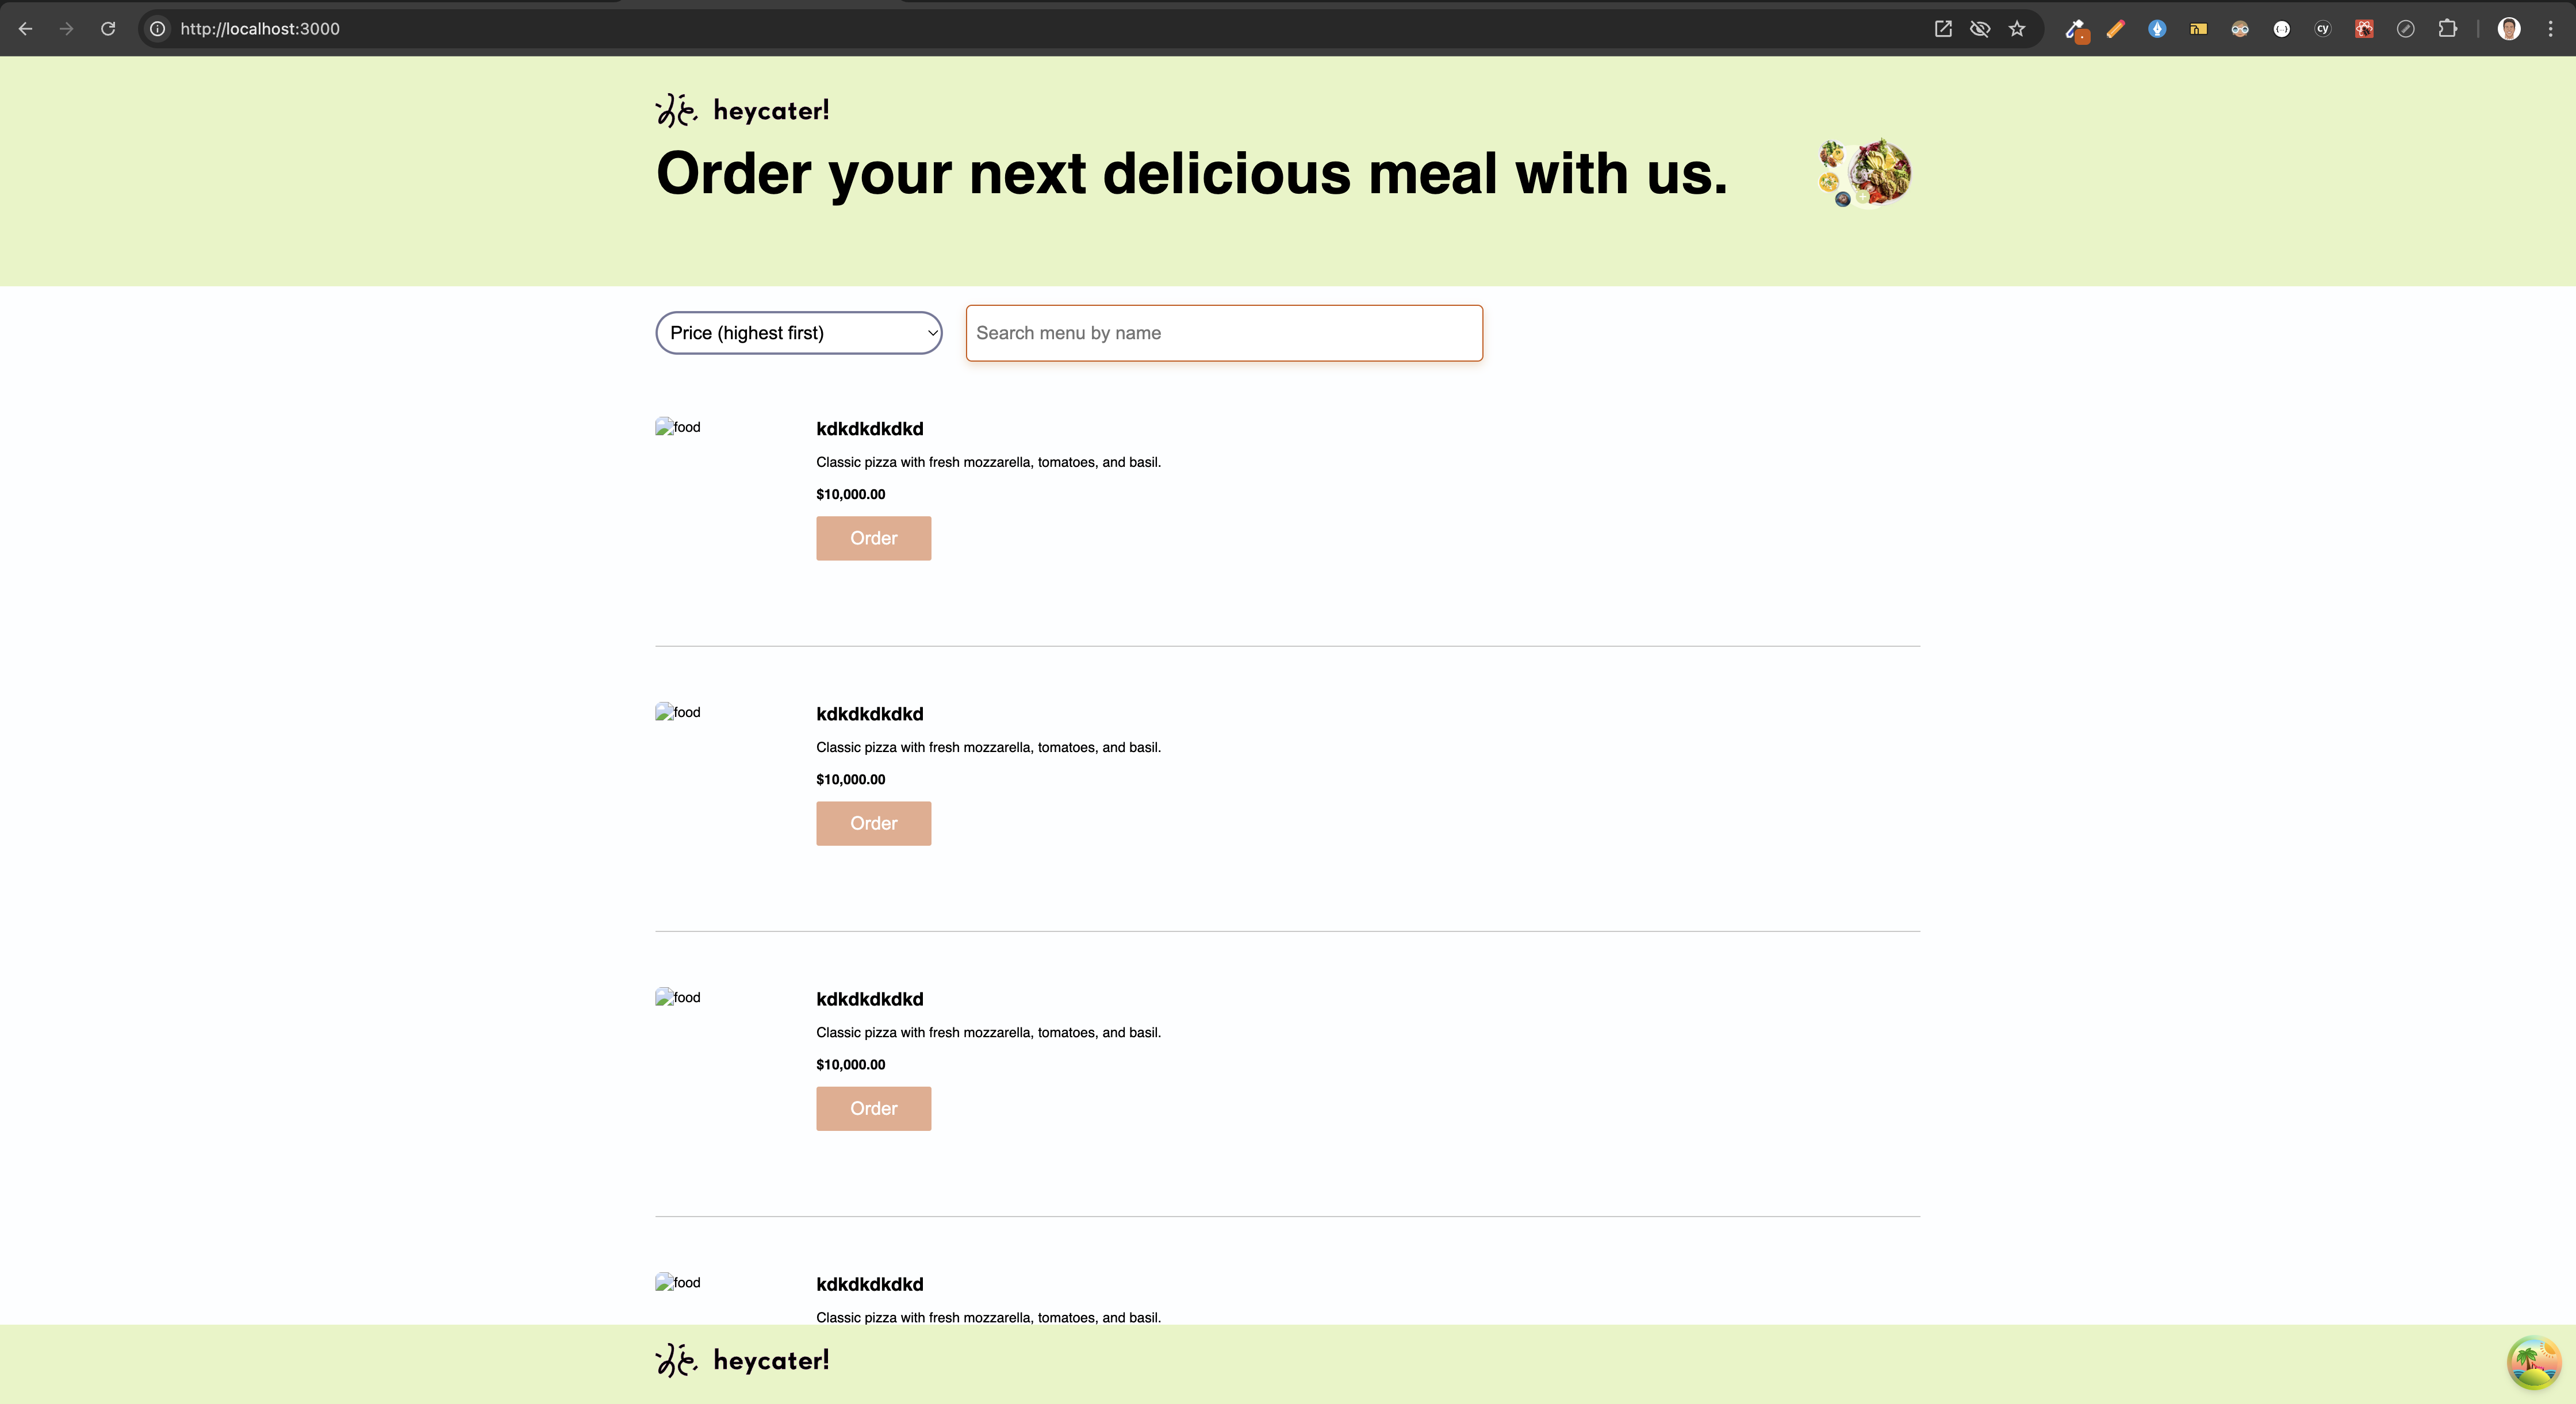 http://localhost:3000
heycater!
Order your next delicious meal with us.
Price (highest first)
Search menu by name
food
kdkdkdkdkd
Classic pizza with fresh mozzarella, tomatoes, and basil.
$10,000.00
Order
food
kdkdkdkdkd
Classic pizza with fresh mozzarella, tomatoes, and basil.
$10,000.00
Order
food
kdkdkdkdkd
Classic pizza with fresh mozzarella, tomatoes, and basil.
$10,000.00
Order
food
kdkdkdkdkd
Classic pizza with fresh mozzarella, tomatoes, and basil.
heycater!